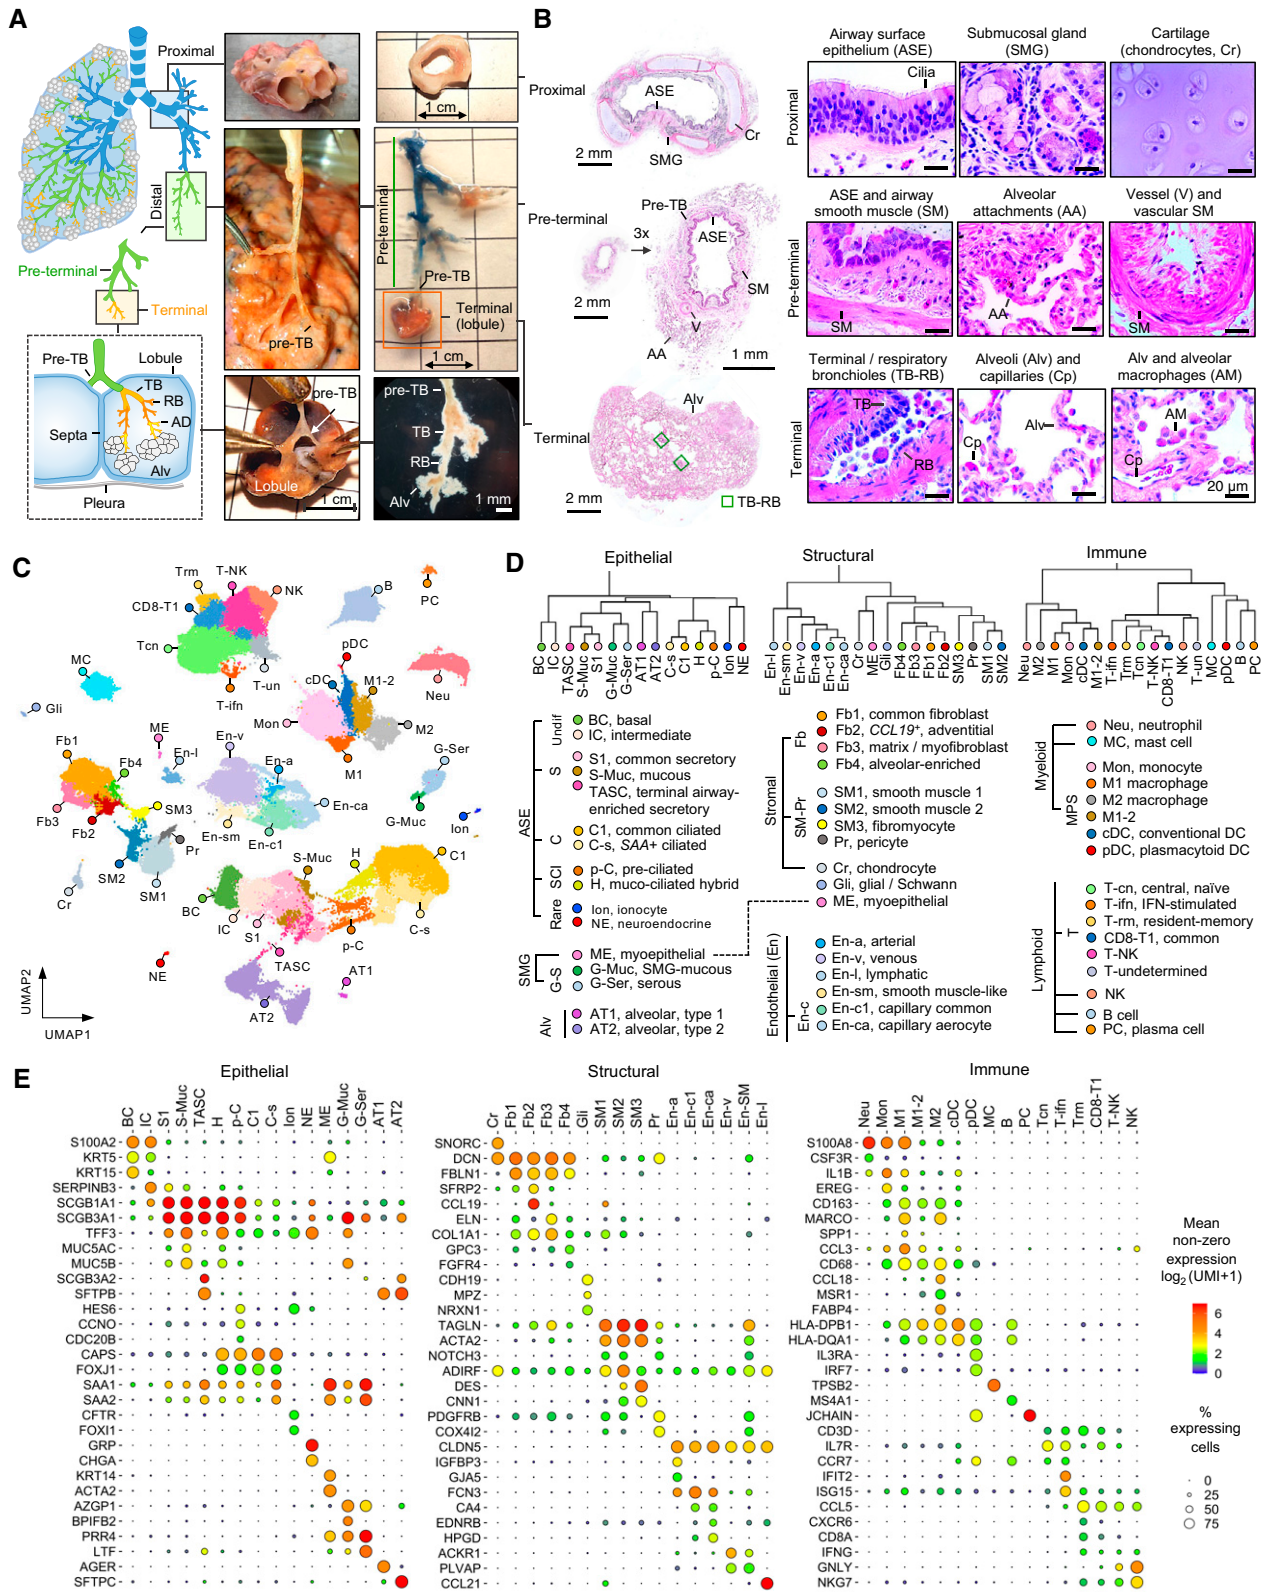 A
Proximal
Distal
Pre-terminal
Terminal
Pre-TB
Lobule
TB
RB
AD
Septa
Alv
Pleura
1 cm
Pre-terminal
Pre-TB
Terminal
(lobule)
1 cm
pre-TB
pre-TB
Lobule
1 cm
pre-TB
TB
RB
Alv
1 mm
B
Proximal
ASE
Cr
SMG
2 mm
Pre-terminal
3x
2 mm
Pre-TB
ASE
SM
V
AA
1 mm
Terminal
Alv
2 mm
TB-RB
Airway surface
epithelium (ASE)
Submucosal gland
(SMG)
Cartilage
(chondrocytes, Cr)
Proximal
Cilia
ASE and airway
smooth muscle (SM)
Alveolar
attachments (AA)
Vessel (V) and
vascular SM
Pre-terminal
SM
AA
SM
Terminal / respiratory
bronchioles (TB-RB)
Alveoli (Alv) and
capillaries (Cp)
Alv and alveolar
macrophages (AM)
Terminal
TB
RB
Alv
Cp
AM
Cp
20 µm
C
Trm
T-NK
NK
CD8-T1
Tcn
T-un
T-ifn
B
PC
MC
Gli
pDC
cDC
M1-2
Mon
M2
M1
Neu
ME
En-l
En-v
En-a
En-ca
En-sm
En-c1
G-Ser
G-Muc
Ion
Fb1
Fb4
Fb3
Fb2
SM3
Pr
SM2
SM1
Cr
S-Muc
H
C1
BC
IC
S1
p-C
C-s
TASC
NE
AT1
AT2
UMAP2
UMAP1
D
Epithelial
Structural
Immune
BC
IC
TASC
S-Muc
S1
G-Muc
G-Ser
AT1
AT2
C-s
C1
H
p-C
Ion
NE
En-l
En-sm
En-v
En-a
En-c1
En-ca
Cr
ME
Gli
Fb4
Fb3
Fb1
Fb2
SM3
Pr
SM1
SM2
Neu
M2
M1
Mon
cDC
M1-2
T-ifn
Trm
Tcn
T-NK
CD8-T1
NK
T-un
MC
pDC
B
PC
ASE
Undif
BC, basal
IC, intermediate
S
S1, common secretory
S-Muc, mucous
TASC, terminal airway-
enriched secretory
C
C1, common ciliated
C-s, SAA+ ciliated
SCI
p-C, pre-ciliated
H, muco-ciliated hybrid
Rare
Ion, ionocyte
NE, neuroendocrine
SMG
G-S
ME, myoepithelial
G-Muc, SMG-mucous
G-Ser, serous
Alv
AT1, alveolar, type 1
AT2, alveolar, type 2
Stromal
Fb
Fb1, common fibroblast
Fb2, CCL19+, adventitial
Fb3, matrix / myofibroblast
Fb4, alveolar-enriched
SM-Pr
SM1, smooth muscle 1
SM2, smooth muscle 2
SM3, fibromyocyte
Pr, pericyte
Cr, chondrocyte
Gli, glial / Schwann
ME, myoepithelial
Endothelial (En)
En-c
En-a, arterial
En-v, venous
En-l, lymphatic
En-sm, smooth muscle-like
En-c1, capillary common
En-ca, capillary aerocyte
Myeloid
MPS
Neu, neutrophil
MC, mast cell
Mon, monocyte
M1 macrophage
M2 macrophage
M1-2
cDC, conventional DC
pDC, plasmacytoid DC
Lymphoid
T
T-cn, central, naïve
T-ifn, IFN-stimulated
T-rm, resident-memory
CD8-T1, common
T-NK
T-undetermined
NK
B cell
PC, plasma cell
E
Epithelial
Structural
Immune
BC
IC
S1
S-Muc
TASC
H
p-C
C1
C-s
Ion
NE
ME
G-Muc
G-Ser
AT1
AT2
S100A2
KRT5
KRT15
SERPINB3
SCGB1A1
SCGB3A1
TFF3
MUC5AC
MUC5B
SCGB3A2
SFTPB
HES6
CCNO
CDC20B
CAPS
FOXJ1
SAA1
SAA2
CFTR
FOXI1
GRP
CHGA
KRT14
ACTA2
AZGP1
BPIFB2
PRR4
LTF
AGER
SFTPC
Cr
Fb1
Fb2
Fb3
Fb4
Gli
SM1
SM2
SM3
Pr
En-a
En-c1
En-ca
En-v
En-SM
En-l
SNORC
DCN
FBLN1
SFRP2
CCL19
ELN
COL1A1
GPC3
FGFR4
CDH19
MPZ
NRXN1
TAGLN
ACTA2
NOTCH3
ADIRF
DES
CNN1
PDGFRB
COX4I2
CLDN5
IGFBP3
GJA5
FCN3
CA4
EDNRB
HPGD
ACKR1
PLVAP
CCL21
Neu
Mon
M1
M1-2
M2
cDC
pDC
MC
B
PC
Tcn
T-ifn
Trm
CD8-T1
T-NK
NK
S100A8
CSF3R
IL1B
EREG
CD163
MARCO
SPP1
CCL3
CD68
CCL18
MSR1
FABP4
HLA-DPB1
HLA-DQA1
IL3RA
IRF7
TPSB2
MS4A1
JCHAIN
CD3D
IL7R
CCR7
IFIT2
ISG15
CCL5
CXCR6
CD8A
IFNG
GNLY
NKG7
Mean
non-zero
expression
log2 (UMI+1)
6
4
2
0
%
expressing
cells
0
25
50
75